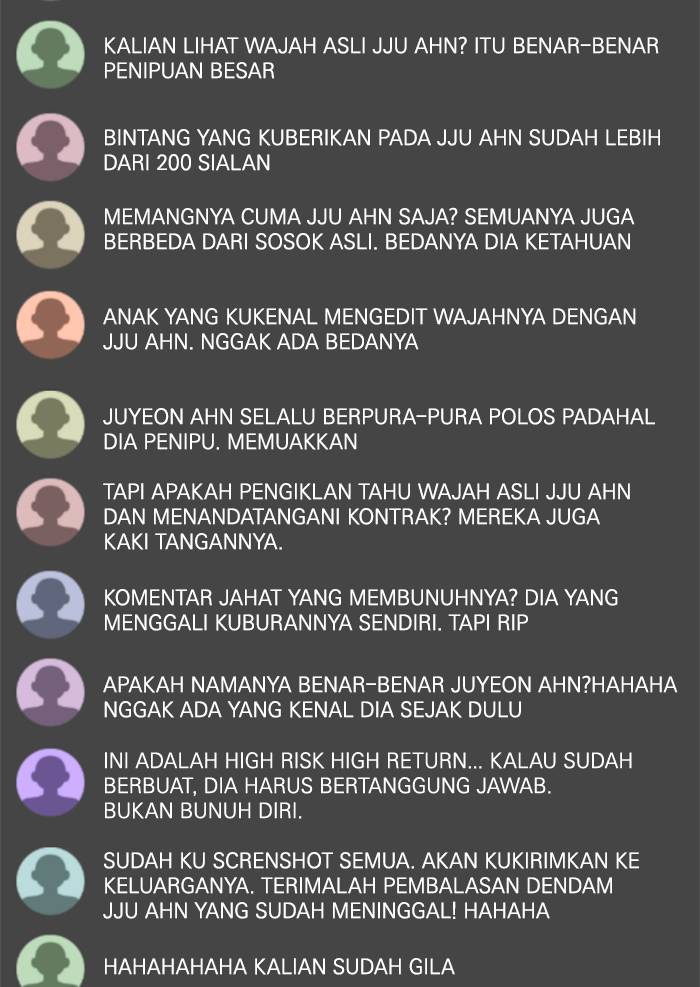 KALIAN LIHAT WAJAH ASLI JJU AHN? ITU BENAR-BENAR
PENIPUAN BESAR
BINTANG YANG KUBERIKAN PADA JJU AHN SUDAH LEBIH
DARI 200 SIALAN
MEMANGNYA CUMA JJU AHN SAJA? SEMUANYA JUGA
BERBEDA DARI SOSOK ASLI. BEDANYA DIA KETAHUAN
ANAK YANG KUKENAL MENGEDIT WAJAHNYA DENGAN
JJU AHN. NGGAK ADA BEDANYA
JUYEON AHN SELALU BERPURA-PURA POLOS PADAHAL
DIA PENIPU. MEMUAKKAN
TAPI APAKAH PENGIKLAN TAHU WAJAH ASLI JJU AHN
DAN MENANDATANGANI KONTRAK? MEREKA JUGA
KAKI TANGANNYA.
KOMENTAR JAHAT YANG MEMBUNUHNYA? DIA YANG
MENGGALI KUBURANNYA SENDIRI. TAPI RIP
APAKAH NAMANYA BENAR-BENAR JUYEON AHN?HAHAHA
NGGAK ADA YANG KENAL DIA SEJAK DULU
INI ADALAH HIGH RISK HIGH RETURN... KALAU SUDAH
BERBUAT, DIA HARUS BERTANGGUNG JAWAB.
BUKAN BUNUH DIRI.
SUDAH KU SCRENSHOT SEMUA. AKAN KUKIRIMKAN KE
KELUARGANYA. TERIMALAH PEMBALASAN DENDAM
JJU AHN YANG SUDAH MENINGGAL! HAHAHA
HAHAHAHAHA KALIAN SUDAH GILA